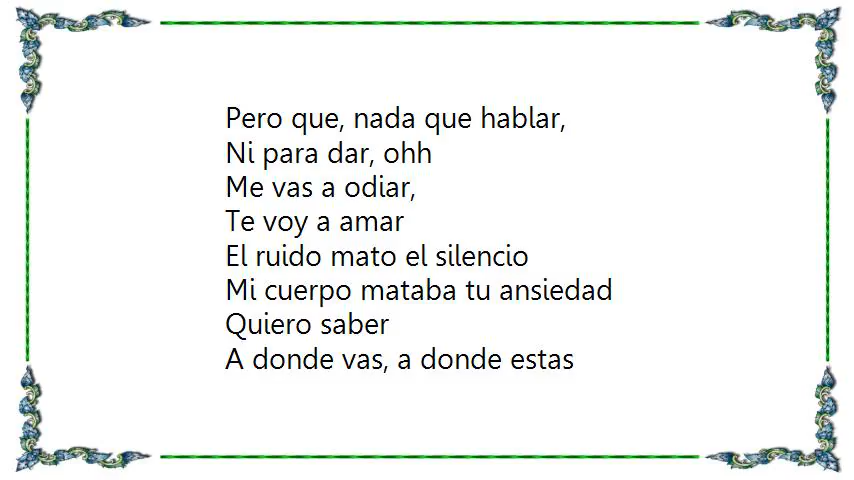 Pero que, nada que hablar,
Ni para dar, ohh
Me vas a odiar,
Te voy a amar
El ruido mato el silencio
Mi cuerpo mataba tu ansiedad
Quiero saber
A donde vas, a donde estas